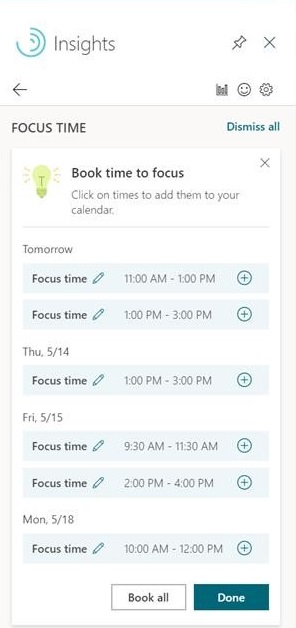 Insights
FOCUS TIME Dismiss all
Book time to focus
Click on times to add them to your
calendar.
Tomorrow
Focus time 11:00 AM - 1:00 PM
Focus time 1:00 PM - 3:00 PM
Thu, 5/14
Focus time 1:00 PM - 3:00 PM
Fri, 5/15
Focus time 9:30 AM - 11:30 AM
Focus time 2:00 PM - 4:00 PM
Mon, 5/18
Focus time 10:00 AM - 12:00 PM
Book all Done